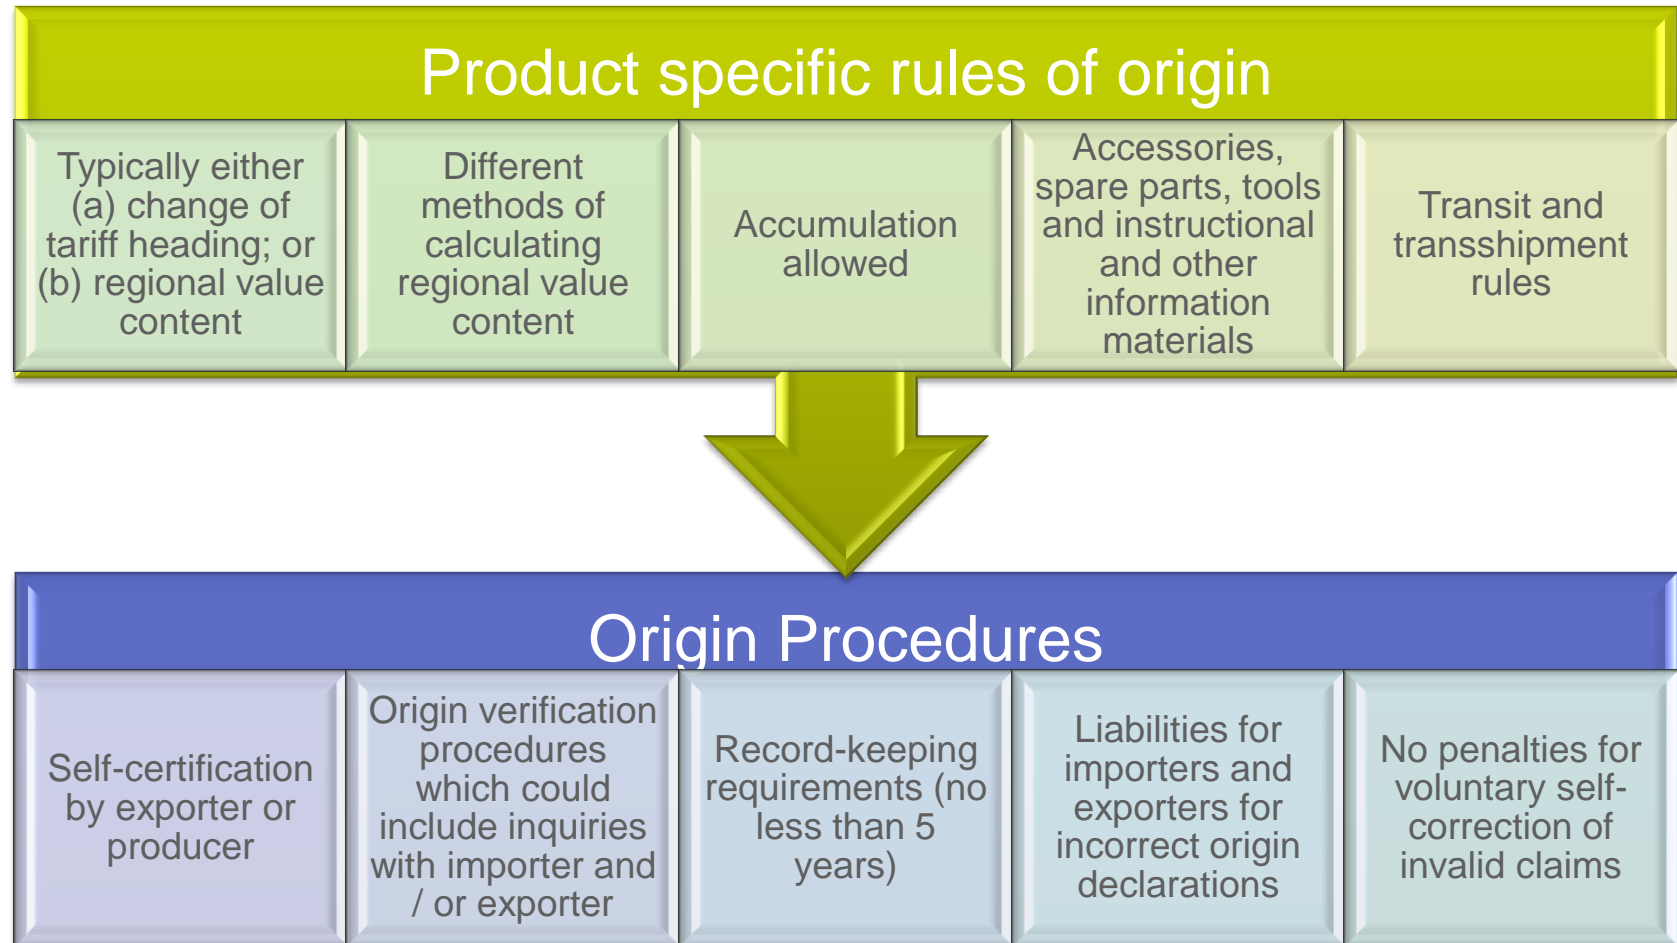 Product specific rules of origin
Typically either
(a) change of
tariff heading; or
(b) regional value
content
Different
methods of
calculating
regional value
content
Accumulation
allowed
Accessories,
spare parts, tools
and instructional
and other
information
materials
Transit and
transshipment
rules
Origin Procedures
Self-certification
by exporter or
producer
Origin verification
procedures
which could
include inquiries
with importer and
/ or exporter
Record-keeping
requirements (no
less than 5
years)
Liabilities for
importers and
exporters for
incorrect origin
declarations
No penalties for
voluntary self-
correction of
invalid claims